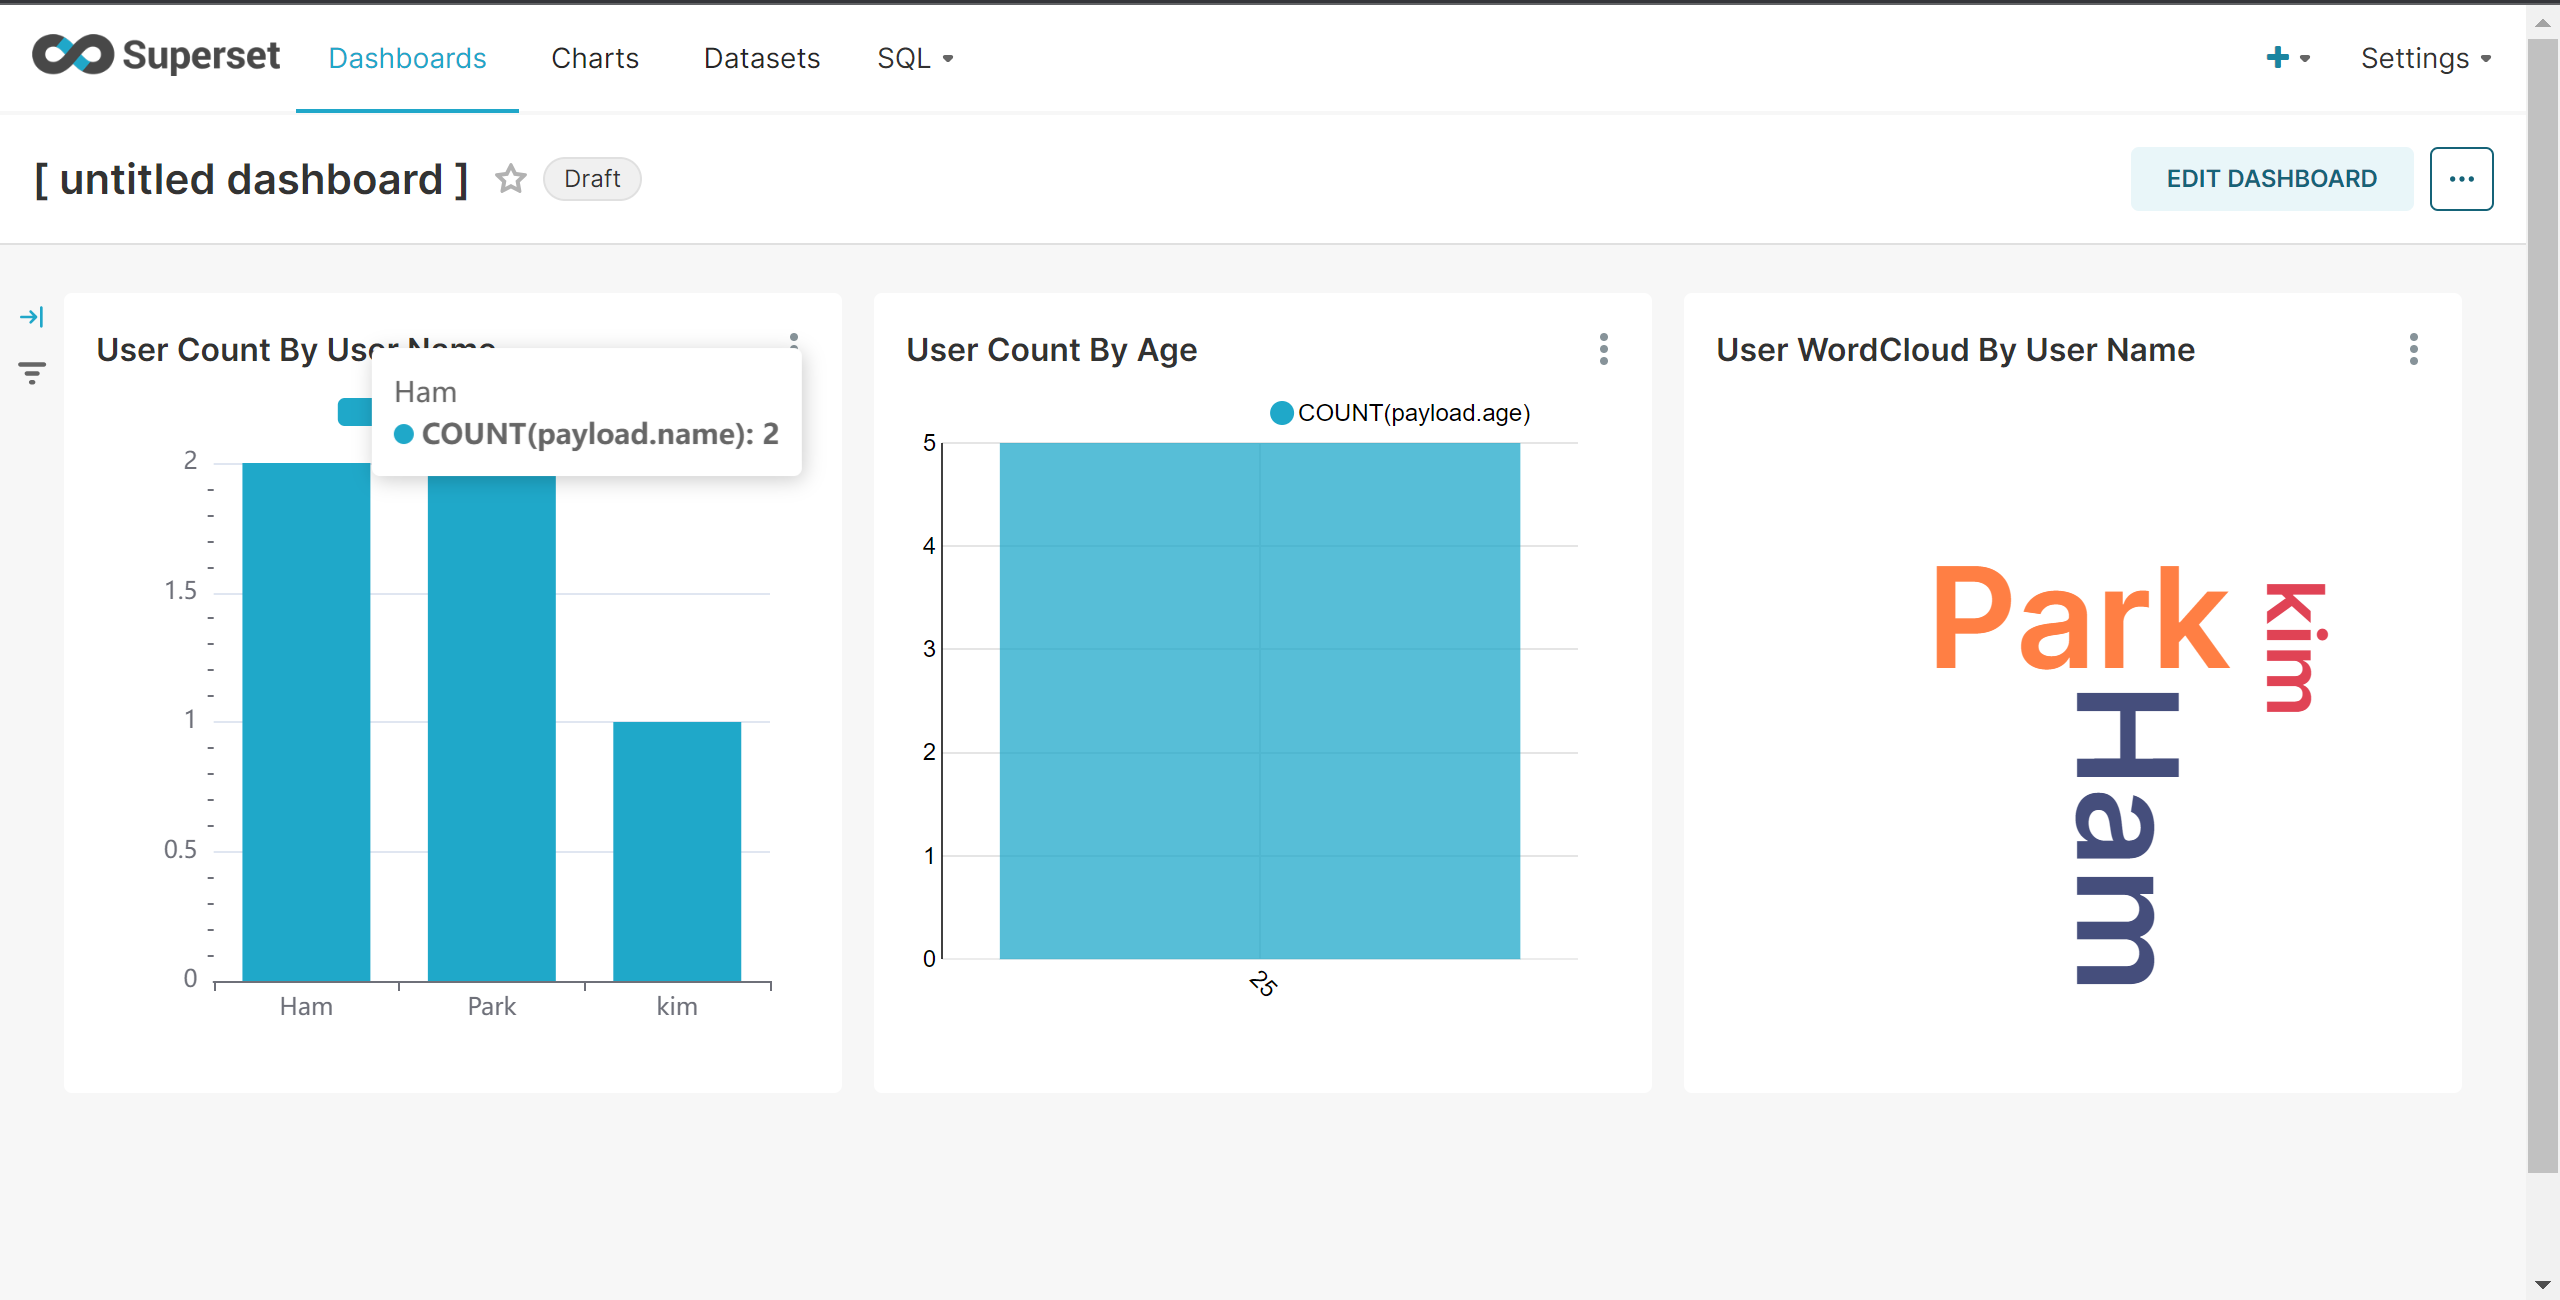 Superset
Dashboards
Charts
Datasets
SQL
Settings
[ untitled dashboard ]
Draft
EDIT DASHBOARD
User Count By User Name
Ham
COUNT(payload.name): 2
2
1.5
1
0.5
0
Ham
Park
kim
User Count By Age
COUNT(payload.age)
5
4
3
2
1
0
25
User WordCloud By User Name
Park
kim
Ham